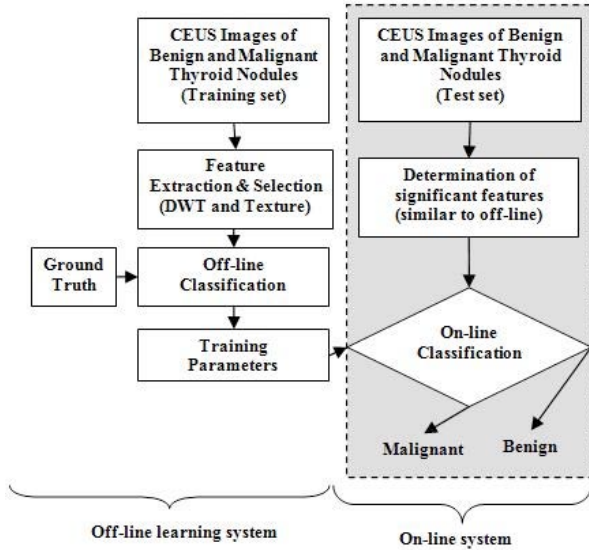 CEUS Images of
Benign and Malignant
Thyroid Nodules
(Training set)
CEUS Images of Benign
and Malignant Thyroid
Nodules
(Test set)
Feature
Extraction & Selection
(DWT and Texture)
Determination of
significant features
(similar to off-line)
Ground
Truth
Off-line
Classification
Training
Parameters
On-line
Classification
Malignant
Benign
Off-line learning system
On-line system